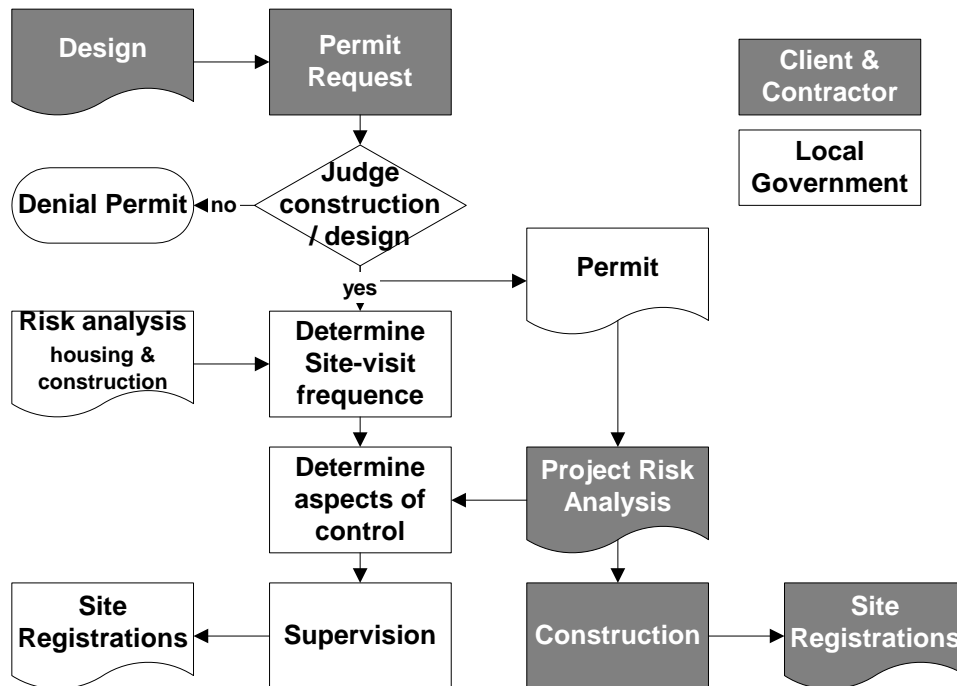 Design
Permit
Request
Client &
Contractor
Judge
construction
/ design
Local
Government
Denial Permit
no
yes
Permit
Risk analysis
housing &
construction
Determine
Site-visit
frequence
Determine
aspects of
control
Project Risk
Analysis
Site
Registrations
Supervision
Construction
Site
Registrations